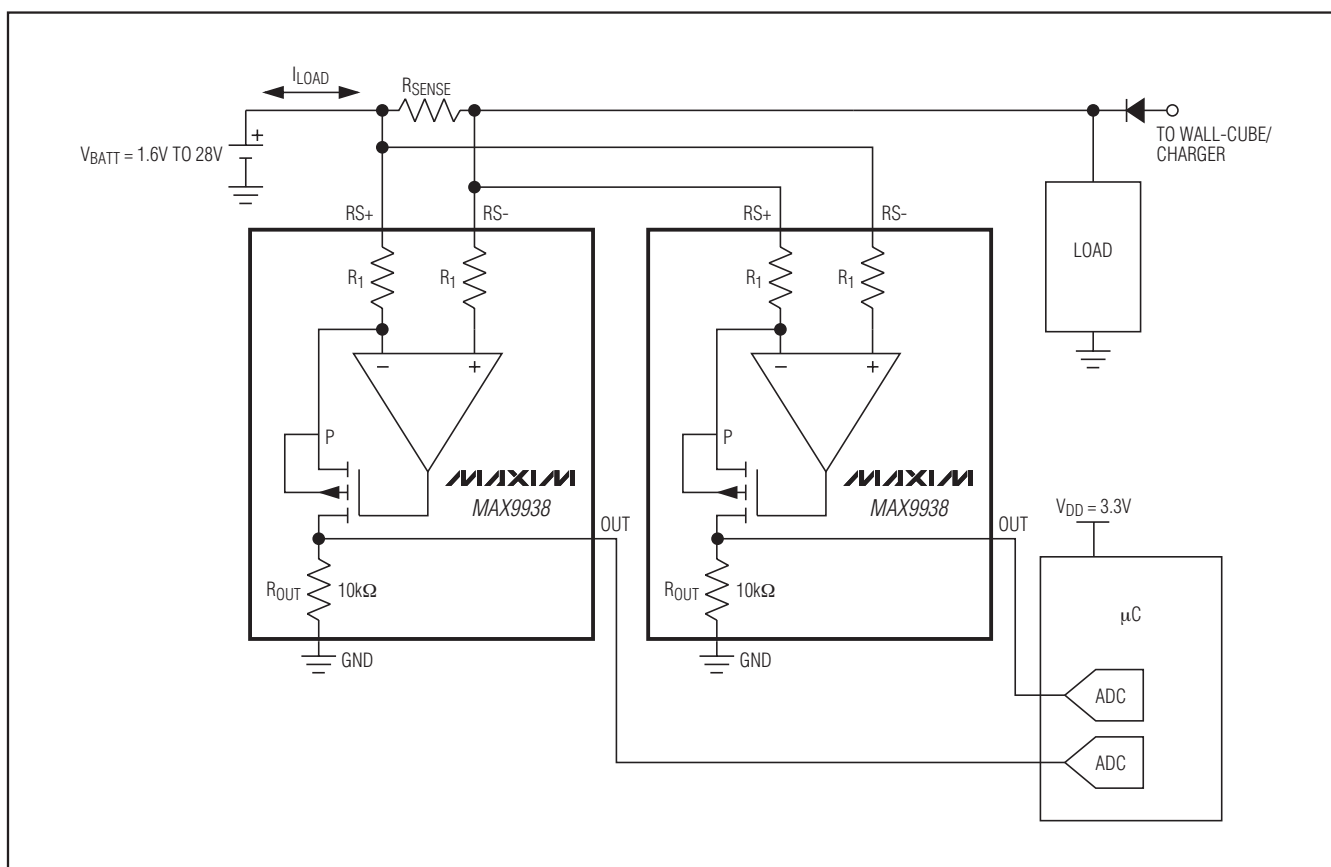 ILOAD
RSENSE
VBATT = 1.6V TO 28V
+
TO WALL-CUBE/
CHARGER
RS+
RS-
RS+
RS-
LOAD
R1
R1
R1
R1
−
+
−
+
P
P
MAXIM
MAX9938
MAXIM
MAX9938
OUT
OUT
VDD = 3.3V
ROUT
10kΩ
ROUT
10kΩ
µC
GND
GND
ADC
ADC